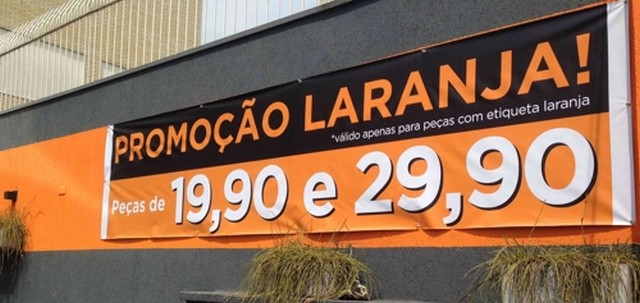 PROMOÇÃO LARANJA!
*válido apenas para peças com etiqueta laranja
Peças de 19,90 e 29,90